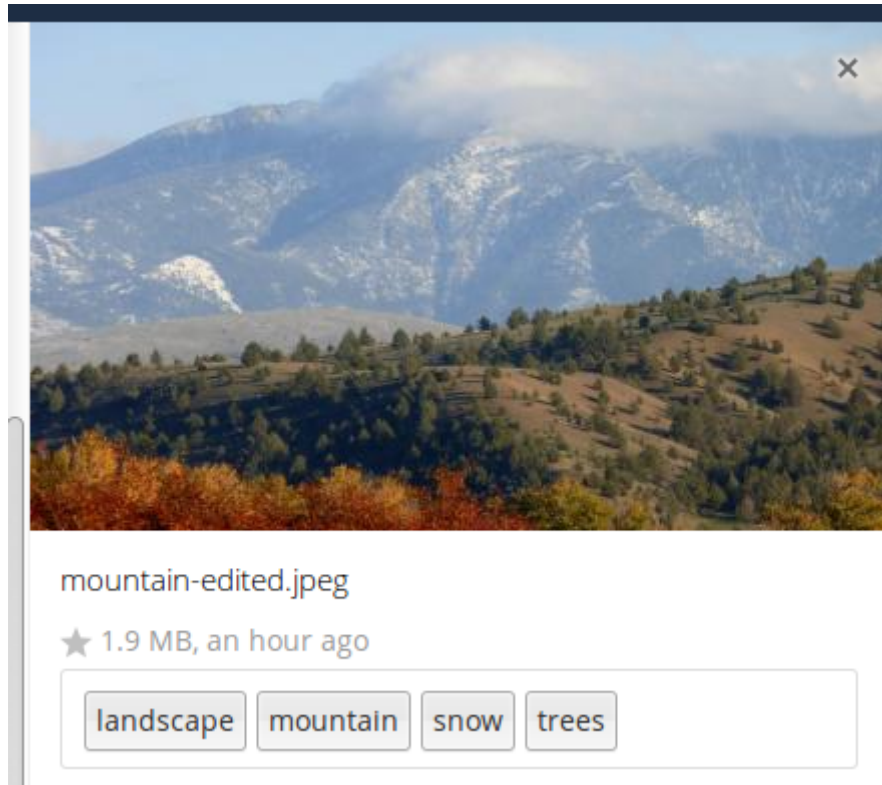 mountain-edited.jpeg
1.9 MB, an hour ago
landscape mountain snow trees